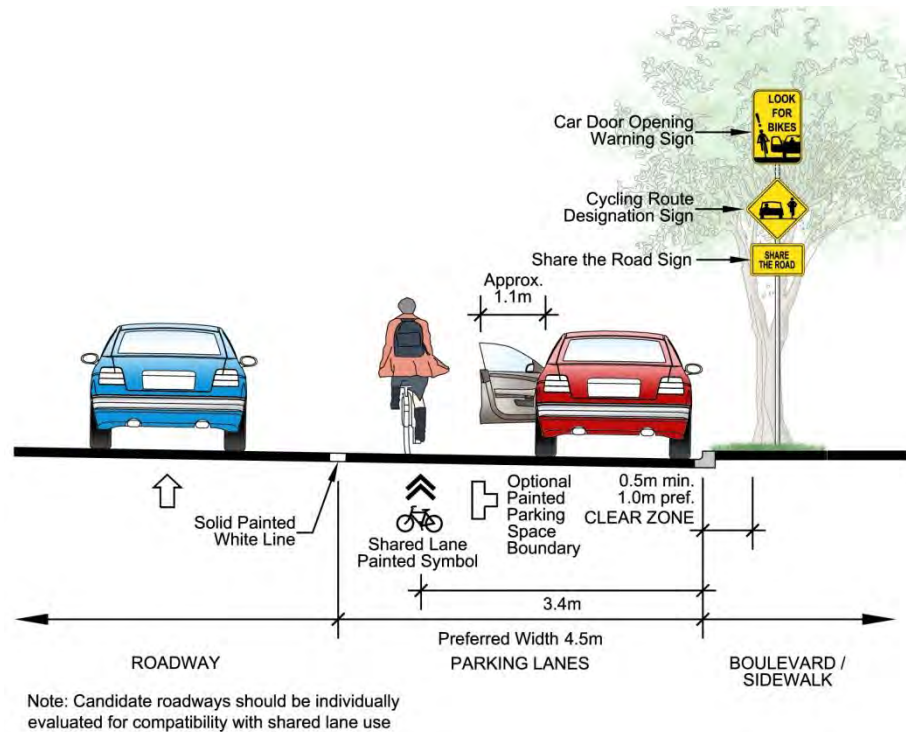 LOOK
FOR
BIKES
Car Door Opening
Warning Sign
Cycling Route
Designation Sign
SHARE
THE ROAD
Share the Road Sign
Approx.
1.1m
Solid Painted
White Line
Shared Lane
Painted Symbol
Optional
Painted
Parking
Space
Boundary
0.5m min.
1.0m pref.
CLEAR ZONE
3.4m
Preferred Width 4.5m
ROADWAY
PARKING LANES
BOULEVARD /
SIDEWALK
Note: Candidate roadways should be individually
evaluated for compatibility with shared lane use